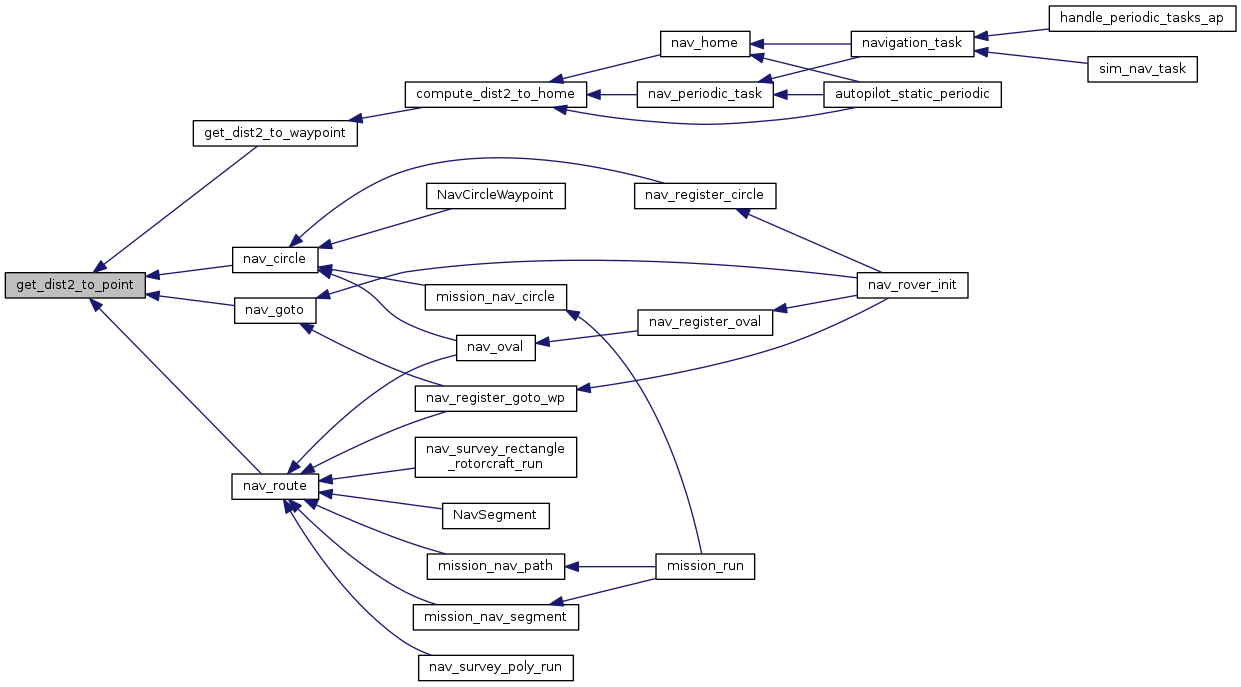 handle_periodic_tasks_ap
nav_home
navigation_task
sim_nav_task
compute_dist2_to_home
nav_periodic_task
autopilot_static_periodic
get_dist2_to_waypoint
NavCircleWaypoint
nav_register_circle
nav_circle
get_dist2_to_point
mission_nav_circle
nav_rover_init
nav_goto
nav_register_oval
nav_oval
nav_register_goto_wp
nav_survey_rectangle
_rotorcraft_run
nav_route
NavSegment
mission_nav_path
mission_run
mission_nav_segment
nav_survey_poly_run